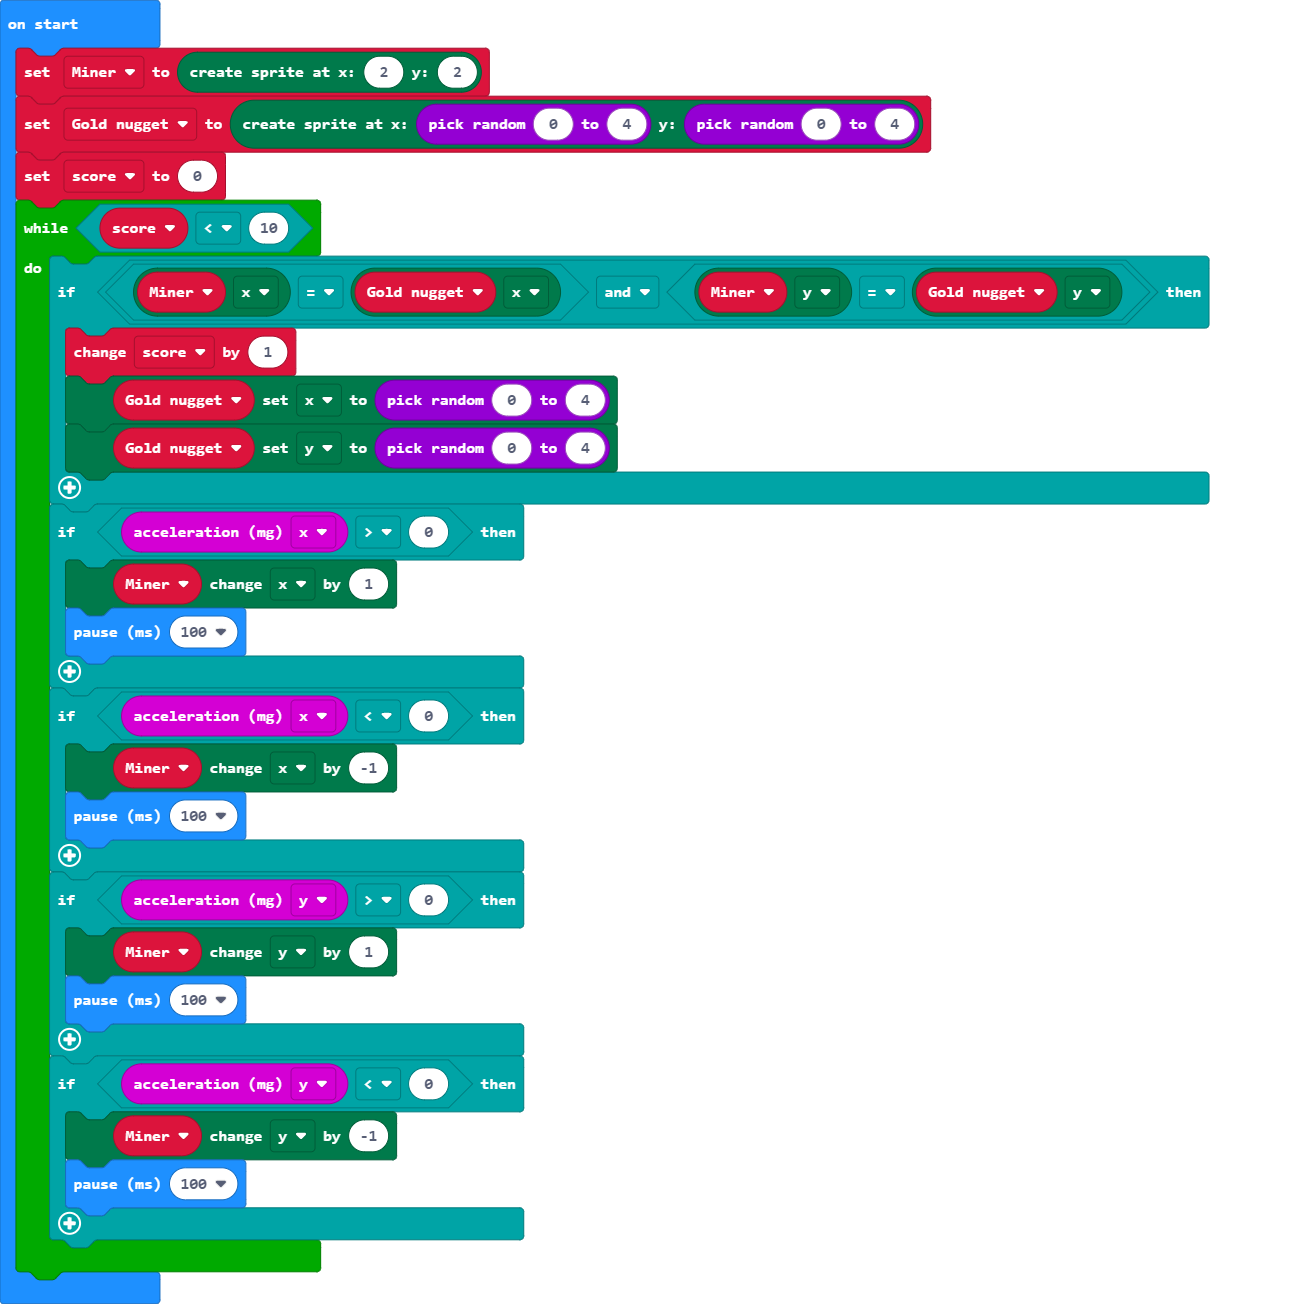 on start
set Miner to create sprite at x: 2 y: 2
set Gold nugget to create sprite at x: pick random 0 to 4 y: pick random 0 to 4
set score to 0
while score < 10
do
if Miner x = Gold nugget x and Miner y = Gold nugget y then
change score by 1
Gold nugget set x to pick random 0 to 4
Gold nugget set y to pick random 0 to 4
if acceleration (mg) x > 0 then
Miner change x by 1
pause (ms) 100
if acceleration (mg) x < 0 then
Miner change x by -1
pause (ms) 100
if acceleration (mg) y > 0 then
Miner change y by 1
pause (ms) 100
if acceleration (mg) y < 0 then
Miner change y by -1
pause (ms) 100